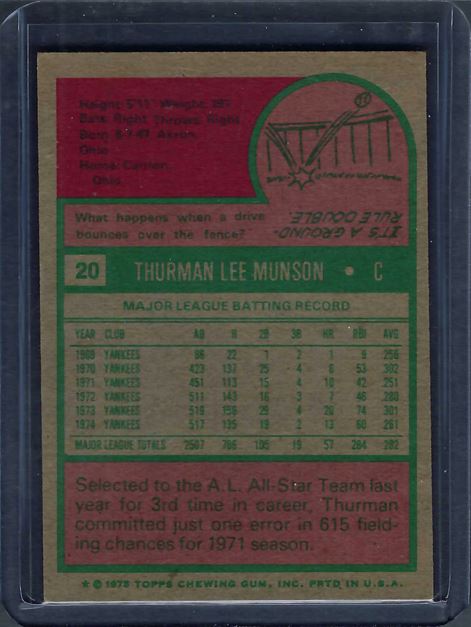 Height 5'11 Weight
Bats Right Throws Right
Born 6-7-47 Akron,
Ohio
Home Canton,
Ohio
What happens when a drive
bounces over the fence?
IT'S A GROUND-
RULE DOUBLE.
20 THURMAN LEE MUNSON • C
MAJOR LEAGUE BATTING RECORD
YEAR CLUB AB H 2B 3B HR RBI AVG
1969 YANKEES 86 22 1 2 1 9 256
1970 YANKEES 423 137 25 4 6 53 302
1971 YANKEES 451 113 15 4 10 42 251
1972 YANKEES 511 143 16 3 7 46 280
1973 YANKEES 519 156 29 4 20 74 301
1974 YANKEES 517 135 19 2 13 60 261
MAJOR LEAGUE TOTALS 2507 706 105 19 57 284 282
Selected to the A.L. All-Star Team last
year for 3rd time in career, Thurman
committed just one error in 615 field-
ing chances for 1971 season.
* © 1975 TOPPS CHEWING GUM, INC. PRTD. IN U.S.A.